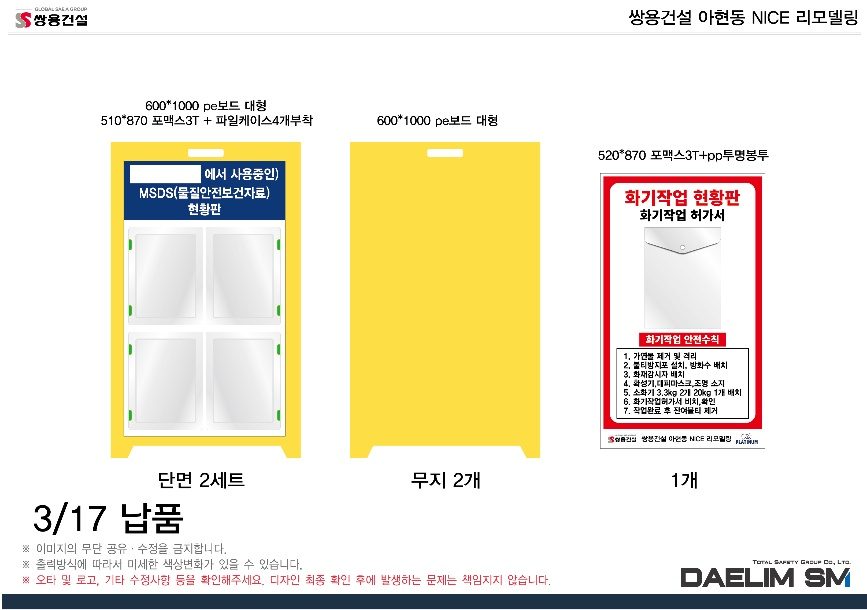 GLOBAL SAE A GROUP
쌍용건설
쌍용건설 아현동 NICE 리모델링
600*1000 pe보드 대형
510*870 포맥스3T + 파일케이스4개부착
600*1000 pe보드 대형
520*870 포맥스3T+pp투명봉투
에서 사용중인)
MSDS(물질안전보건자료)
현황판
화기작업 현황판
화기작업 허가서
화기작업 안전수칙
1. 가연물 제거 및 격리
2. 불티방지포 설치, 방화수 배치
3. 화재감시자 배치
4. 확성기,대피마스크,조명 소지
5. 소화기 3.3kg 2개 20kg 1개 배치
6. 화기작업허가서 비치,확인
7. 작업완료 후 잔여불티 제거
쌍용건설 쌍용건설 아현동 NICE 리모델링 PLATINUM
단면 2세트
무지 2개
1개
3/17 납품
※ 이미지의 무단 공유 · 수정을 금지합니다.
※ 출력방식에 따라서 미세한 색상변화가 있을 수 있습니다.
※ 오타 및 로고, 기타 수정사항 등을 확인해주세요. 디자인 최종 확인 후에 발생하는 문제는 책임지지 않습니다.
TOTAL SAFETY GROUP CO., LTD.
DAELIM SM